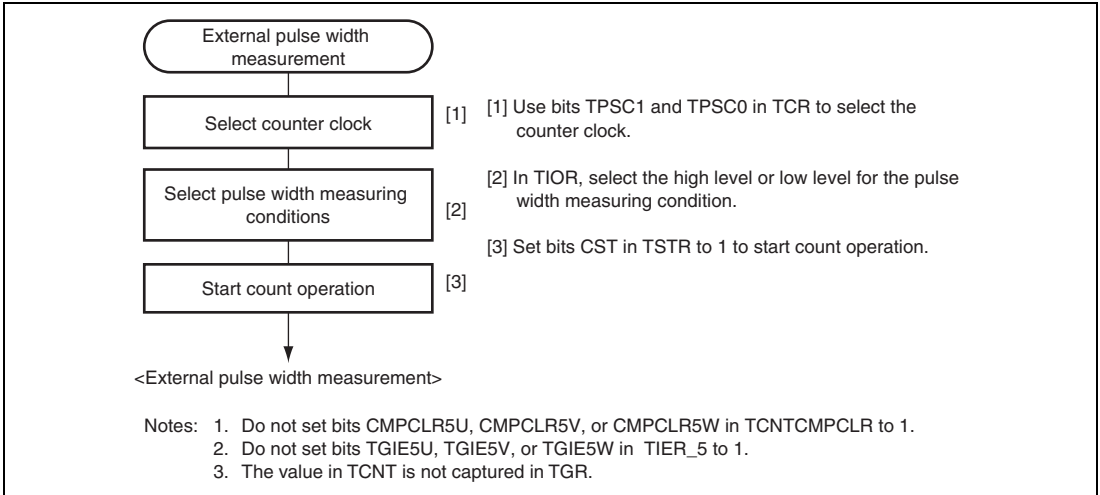 External pulse width
measurement
Select counter clock
[1]
[1] Use bits TPSC1 and TPSC0 in TCR to select the
counter clock.
Select pulse width measuring
conditions
[2]
[2] In TIOR, select the high level or low level for the pulse
width measuring condition.
Start count operation
[3]
[3] Set bits CST in TSTR to 1 to start count operation.
<External pulse width measurement>
Notes: 1. Do not set bits CMPCLR5U, CMPCLR5V, or CMPCLR5W in TCNTCMPCLR to 1.
2. Do not set bits TGIE5U, TGIE5V, or TGIE5W in TIER_5 to 1.
3. The value in TCNT is not captured in TGR.